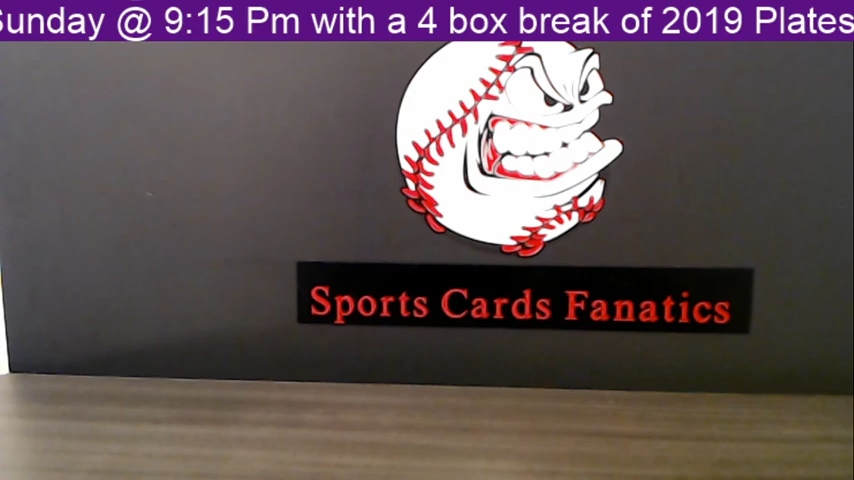 Sunday @ 9:15 Pm with a 4 box break of 2019 Plates
Sports Cards Fanatics